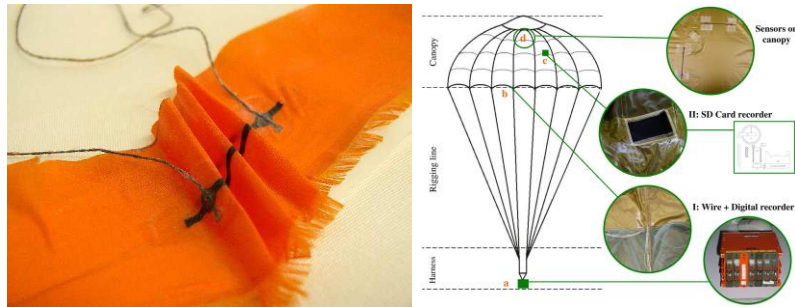 Canopy
Rigging line
Harness
d
c
b
a
Sensors on
canopy
II: SD Card recorder
I: Wire + Digital recorder